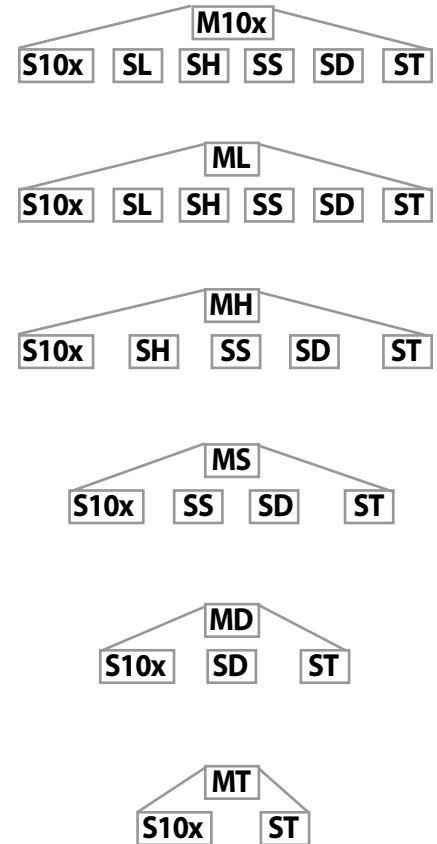 M10x
S10x SL SH SS SD ST
ML
S10x SL SH SS SD ST
MH
S10x SH SS SD ST
MS
S10x SS SD ST
MD
S10x SD ST
MT
S10x ST